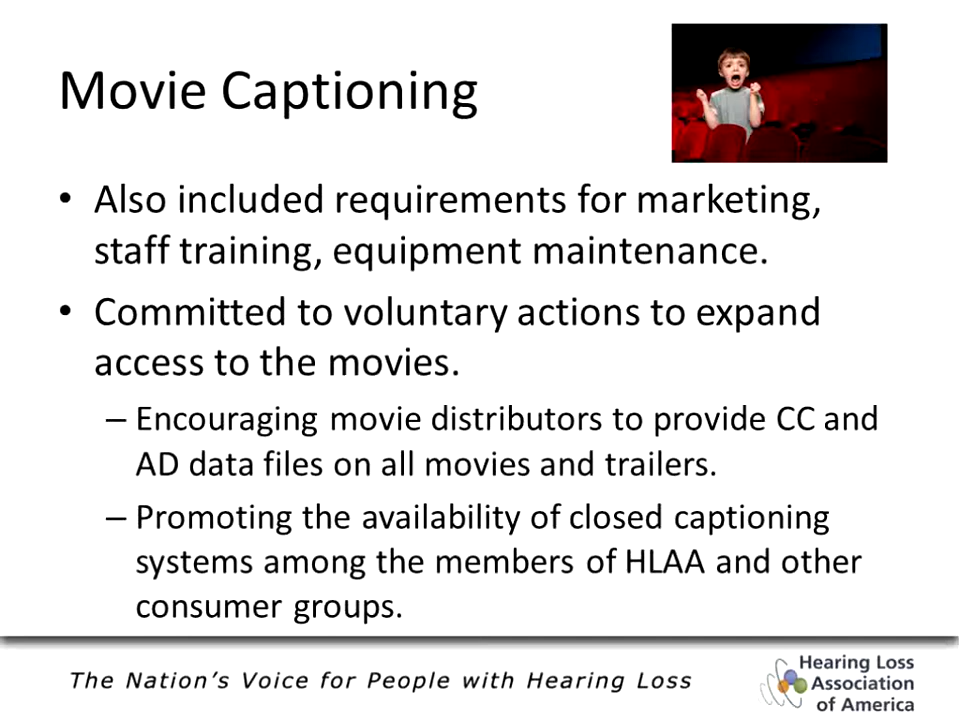 Movie Captioning
• Also included requirements for marketing,
staff training, equipment maintenance.
• Committed to voluntary actions to expand
access to the movies.
– Encouraging movie distributors to provide CC and
AD data files on all movies and trailers.
– Promoting the availability of closed captioning
systems among the members of HLAA and other
consumer groups.
The Nation's Voice for People with Hearing Loss
Hearing Loss
Association
of America